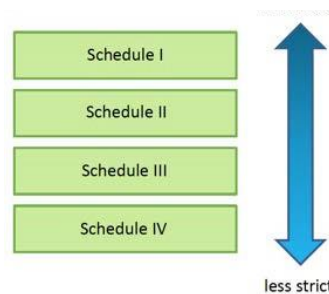 Schedule I
Schedule II
Schedule III
Schedule IV
less strict